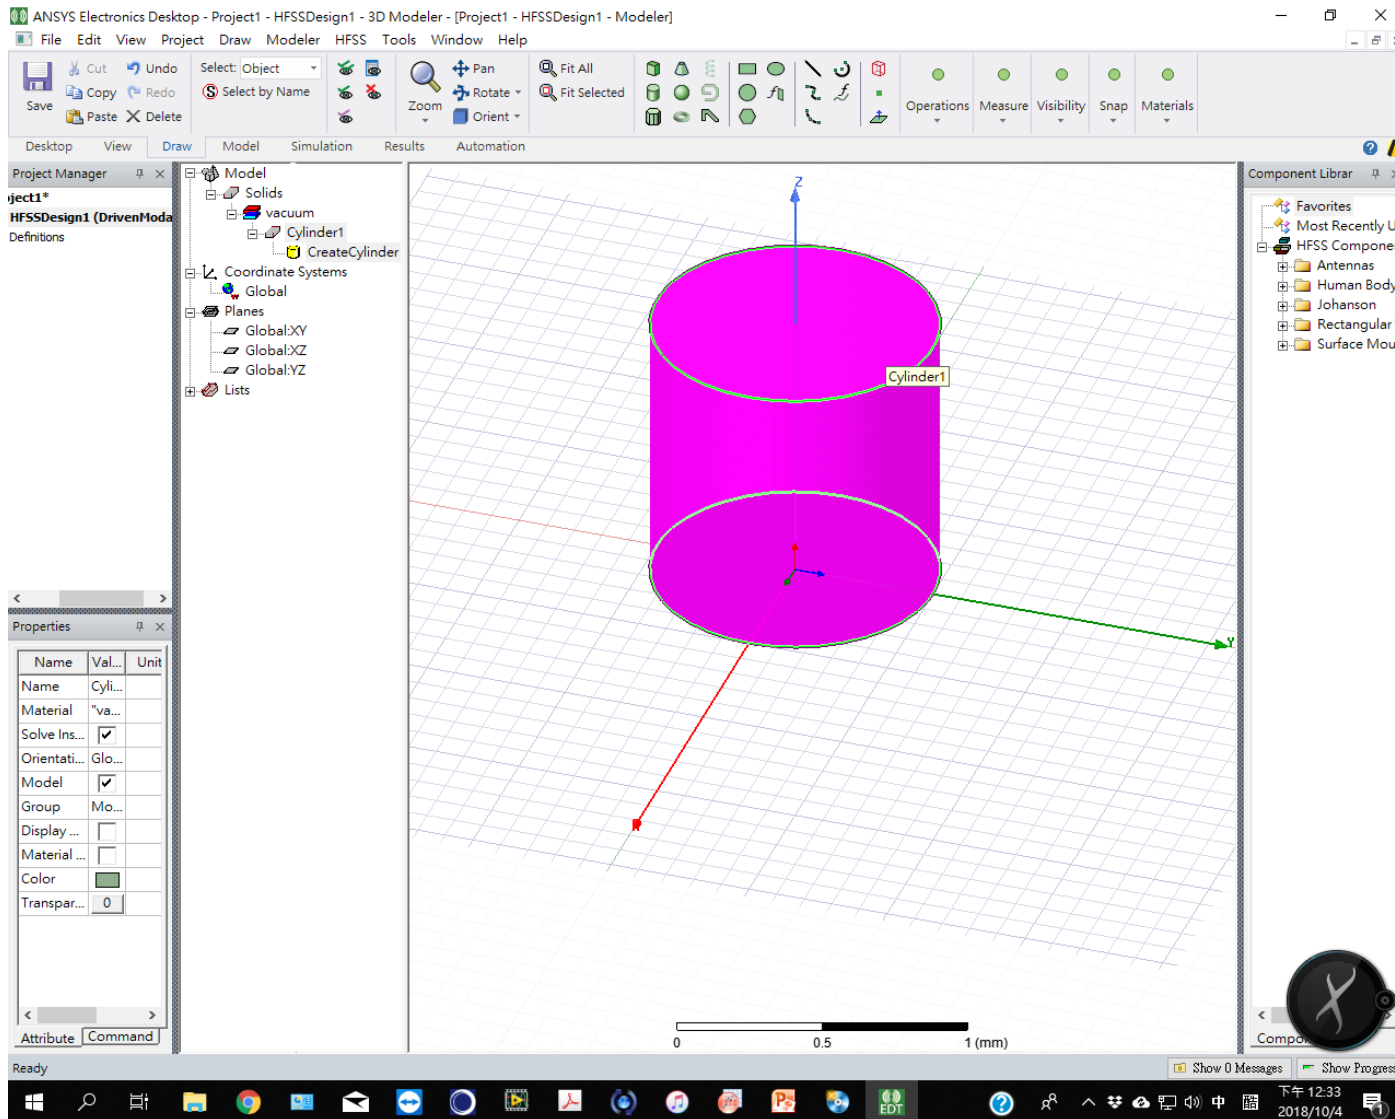 ANSYS Electronics Desktop - Project1 - HFSSDesign1 - 3D Modeler - [Project1 - HFSSDesign1 - Modeler]
File Edit View Project Draw Modeler HFSS Tools Window Help
Save
Cut
Copy
Paste
Undo
Redo
Delete
Select: Object
Select by Name
Zoom
Pan
Rotate
Orient
Fit All
Fit Selected
Operations
Measure
Visibility
Snap
Materials
Desktop View Draw Model Simulation Results Automation
Project Manager
oject1*
HFSSDesign1 (DrivenModa
Definitions
Model
Solids
vacuum
Cylinder1
CreateCylinder
Coordinate Systems
Global
Planes
Global:XY
Global:XZ
Global:YZ
Lists
Z
Cylinder1
Y
0 0.5 1 (mm)
Component Librar
Favorites
Most Recently U
HFSS Componer
Antennas
Human Body
Johanson
Rectangular
Surface Mou
Compo
Properties
Name Val... Unit
Name Cyli...
Material "va...
Solve Ins...
Orientati... Glo...
Model
Group Mo...
Display ...
Material ...
Color
Transpar... 0
Attribute Command
Ready
Show 0 Messages
Show Progress
EDT
中
下午 12:33
2018/10/4